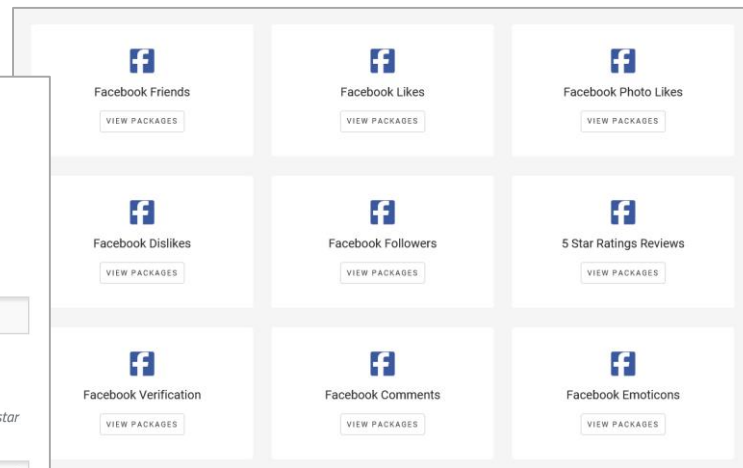 Facebook Friends
Facebook Likes
Facebook Photo Likes
VIEW PACKAGES
VIEW PACKAGES
VIEW PACKAGES
Facebook Dislikes
Facebook Followers
5 Star Ratings Reviews
VIEW PACKAGES
VIEW PACKAGES
VIEW PACKAGES
Facebook Verification
Facebook Comments
Facebook Emoticons
star
VIEW PACKAGES
VIEW PACKAGES
VIEW PACKAGES